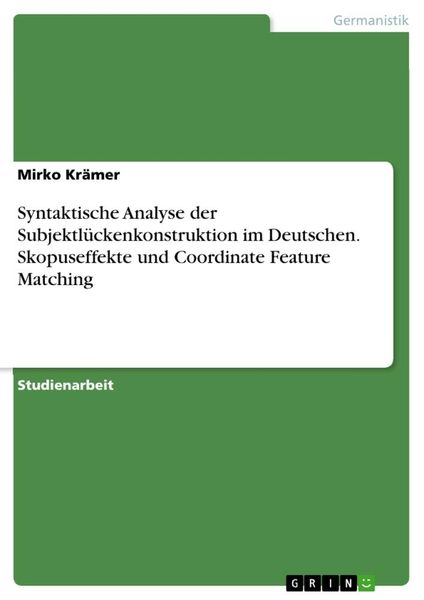 Germanistik
Mirko Krämer
Syntaktische Analyse der
Subjektlückenkonstruktion im Deutschen.
Skopuseffekte und Coordinate Feature
Matching
Studienarbeit
GRIN